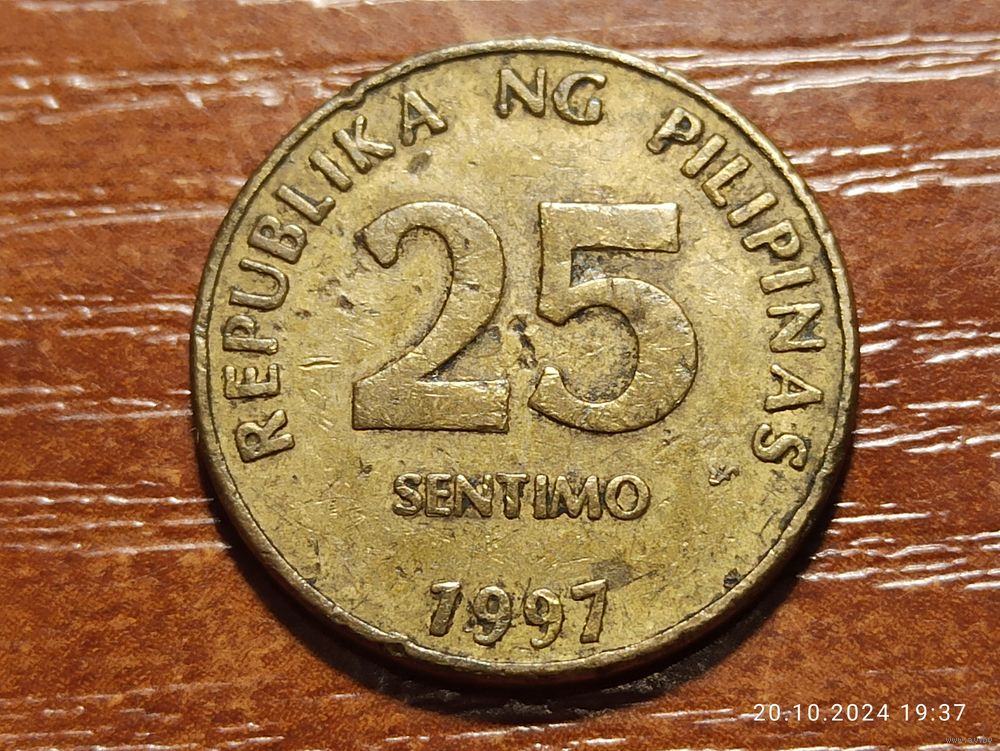 REPUBLIKA NG PILIPINAS
25
SENTIMO
1997
20.10.2024 19:37